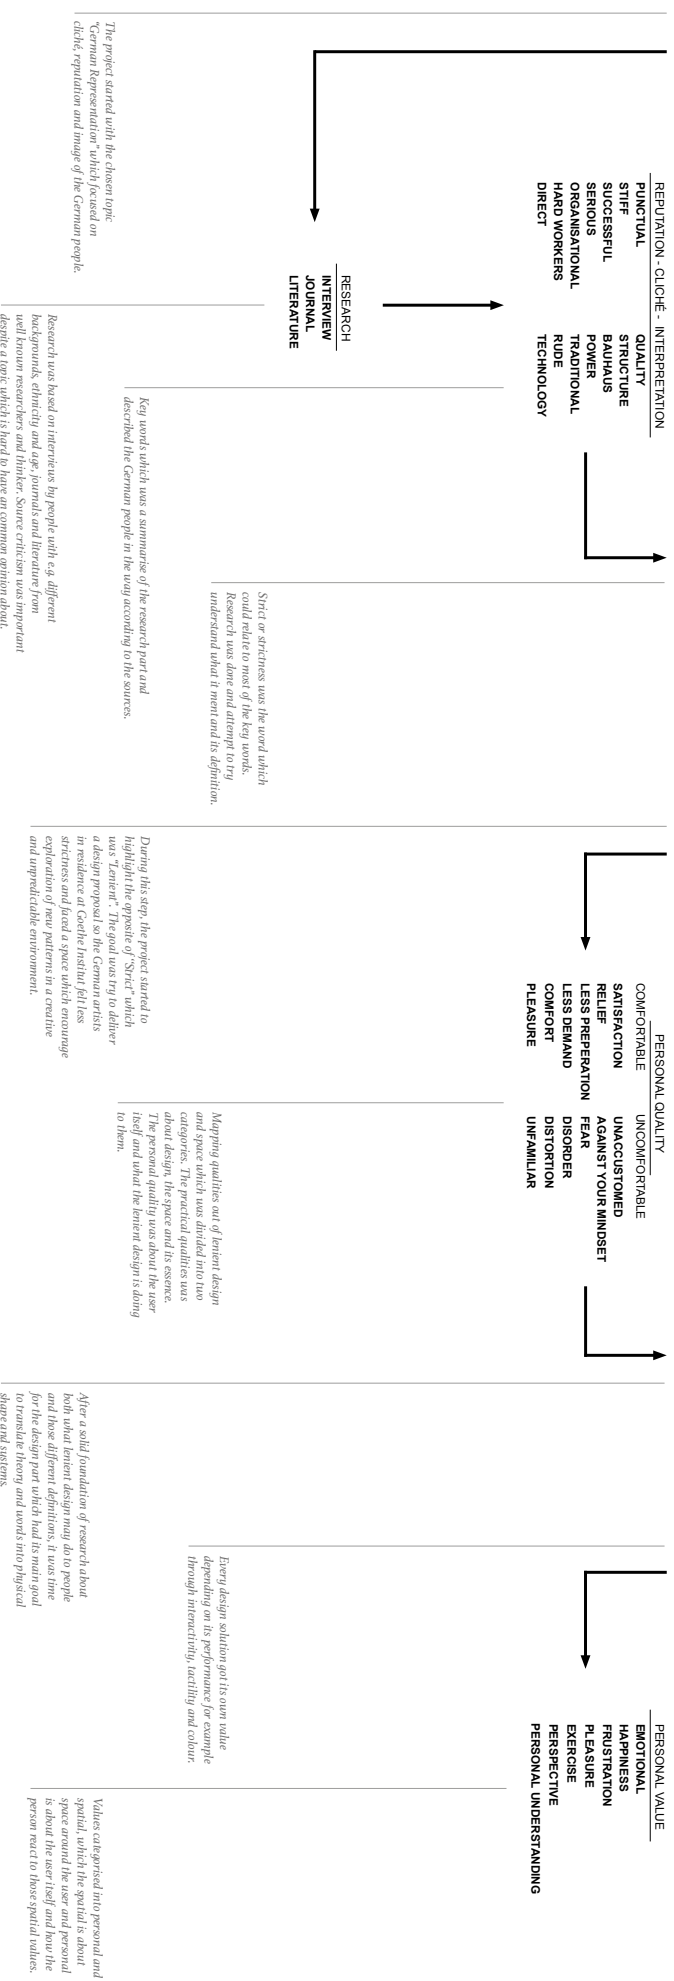 The project started with the chosen topic
"German Representation" which focused on
cliché, reputation and image of the German people.
RESEARCH
INTERVIEW
JOURNAL
LITERATURE
Research was based on interviews by people with e.g. different
backgrounds, ethnicity and age, journals and literature from
well known researchers and thinker. Source criticism was important
despite a topic which is hard to have an common opinion about.
REPUTATION - CLICHÉ - INTERPRETATION
PUNCTUAL
STIFF
SUCCESSFUL
SERIOUS
ORGANISATIONAL
HARD WORKERS
DIRECT
QUALITY
STRUCTURE
BAUHAUS
POWER
TRADITIONAL
RUDE
TECHNOLOGY
Key words which was a summarise of the research part and
described the German people in the way according to the sources.
Strict or strictness was the word which
could relate to most of the key words.
Research was done and attempt to try
understand what it ment and its definition.
During this step, the project started to
highlight the opposite of "Strict" which
was "Lenient". The goal was try to deliver
a design proposal so the German artists
in residence at Goethe Institut felt less
strictness and faced a space which encourage
exploration of new patterns in a creative
and unpredictable environment.
PERSONAL QUALITY
COMFORTABLE
SATISFACTION
RELIEF
LESS PREPERATION
LESS DEMAND
COMFORT
PLEASURE
UNCOMFORTABLE
UNACCUSTOMED
AGAINST YOUR MINDSET
FEAR
DISORDER
DISTORTION
UNFAMILIAR
Mapping qualities out of lenient design
and space which was divided into two
categories. The practical qualities was
about design, the space and its essence.
The personal quality was about the user
itself and what the lenient design is doing
to them.
After a solid foundation of research about
both what lenient design may do to people
and those different definitions, it was time
for the design part which had its main goal
to translate theory and words into physical
shape and systems.
Every design solution got its own value
depending on its performance for example
through interactivity, tactility and colour.
PERSONAL VALUE
EMOTIONAL
HAPPINESS
FRUSTRATION
PLEASURE
EXERCISE
PERSPECTIVE
PERSONAL UNDERSTANDING
Values categorised into personal and
spatial, which the spatial is about
space around the user and personal
is about the user itself and how the
person react to those spatial values.